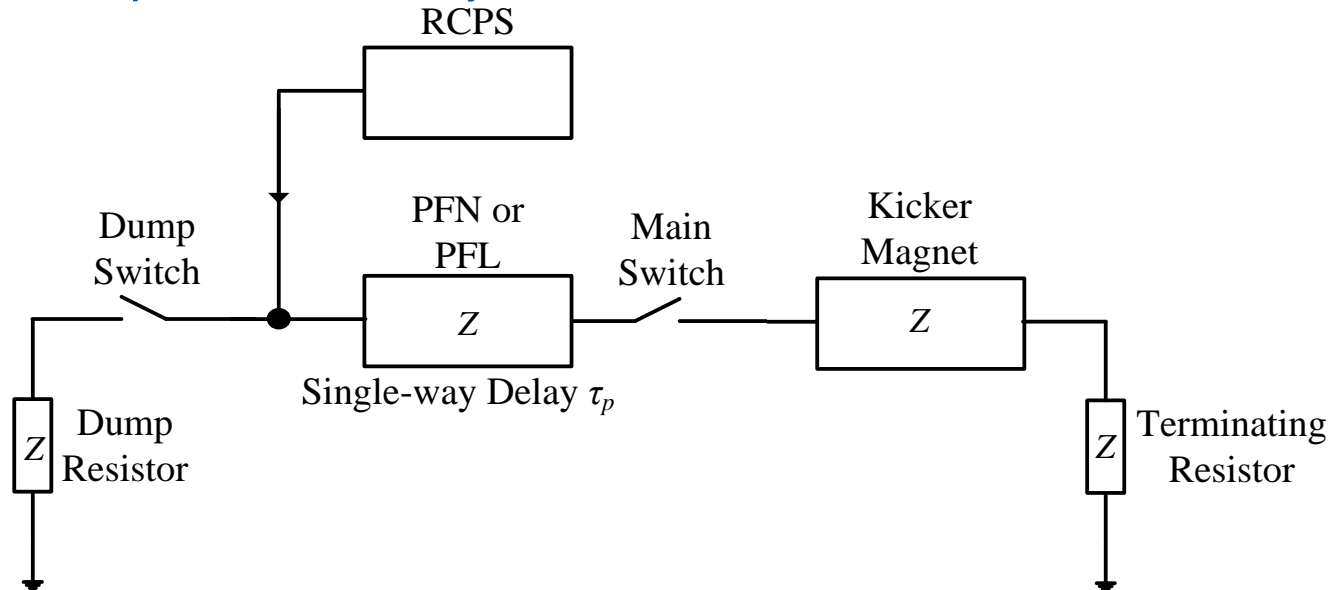 RCPS
Dump
Switch
PFN or
PFL
Main
Switch
Kicker
Magnet
Z
Z
Single-way Delay τp
Z
Dump
Resistor
Z
Terminating
Resistor